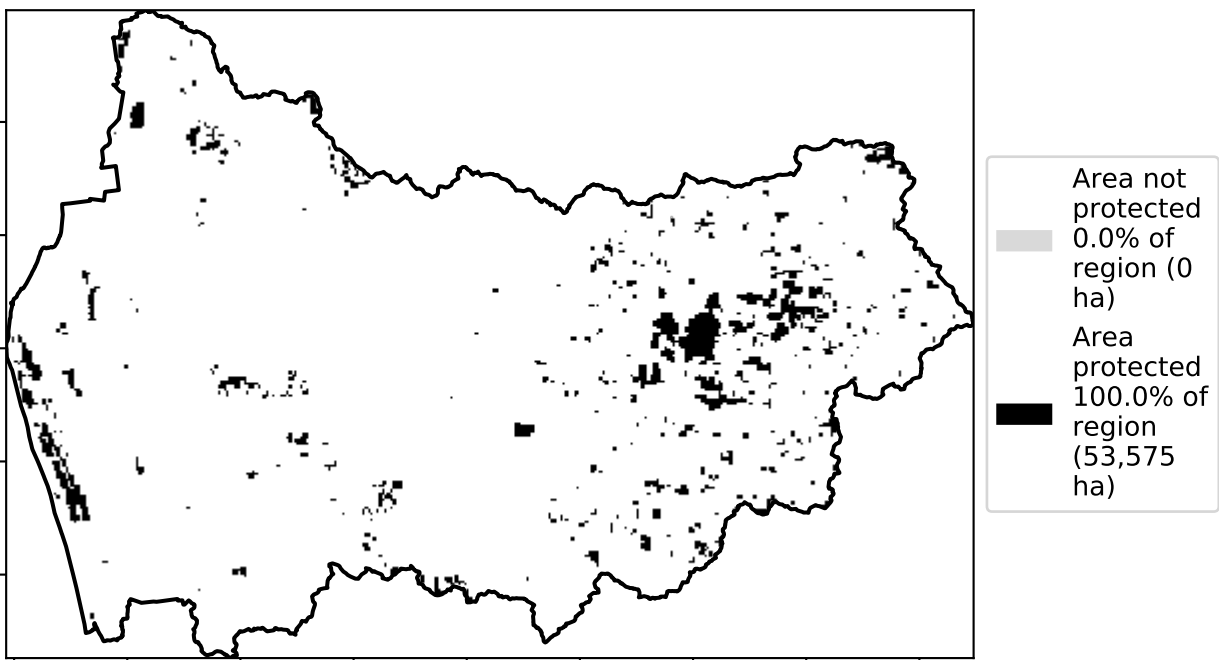 Area not
protected
0.0% of
region (0
ha)
Area
protected
100.0% of
region
(53,575
ha)